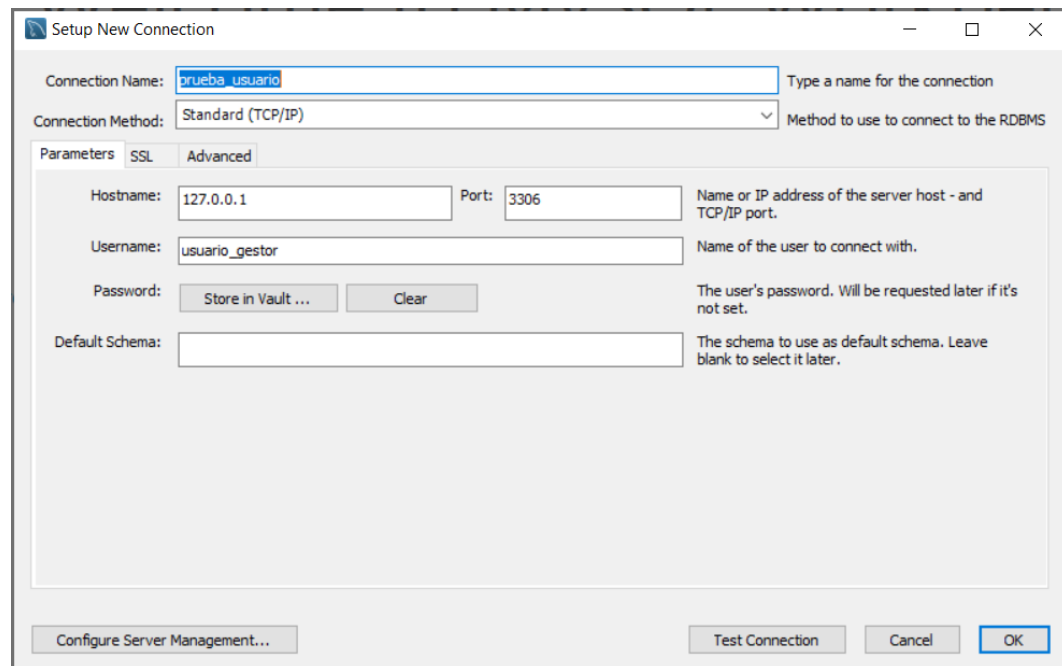 Setup New Connection
Connection Name: prueba_usuario Type a name for the connection
Connection Method: Standard (TCP/IP) Method to use to connect to the RDBMS
Parameters SSL Advanced
Hostname: 127.0.0.1 Port: 3306 Name or IP address of the server host - and
TCP/IP port.
Username: usuario_gestor Name of the user to connect with.
Password: Store in Vault ... Clear The user's password. Will be requested later if it's
not set.
Default Schema: The schema to use as default schema. Leave
blank to select it later.
Configure Server Management... Test Connection Cancel OK